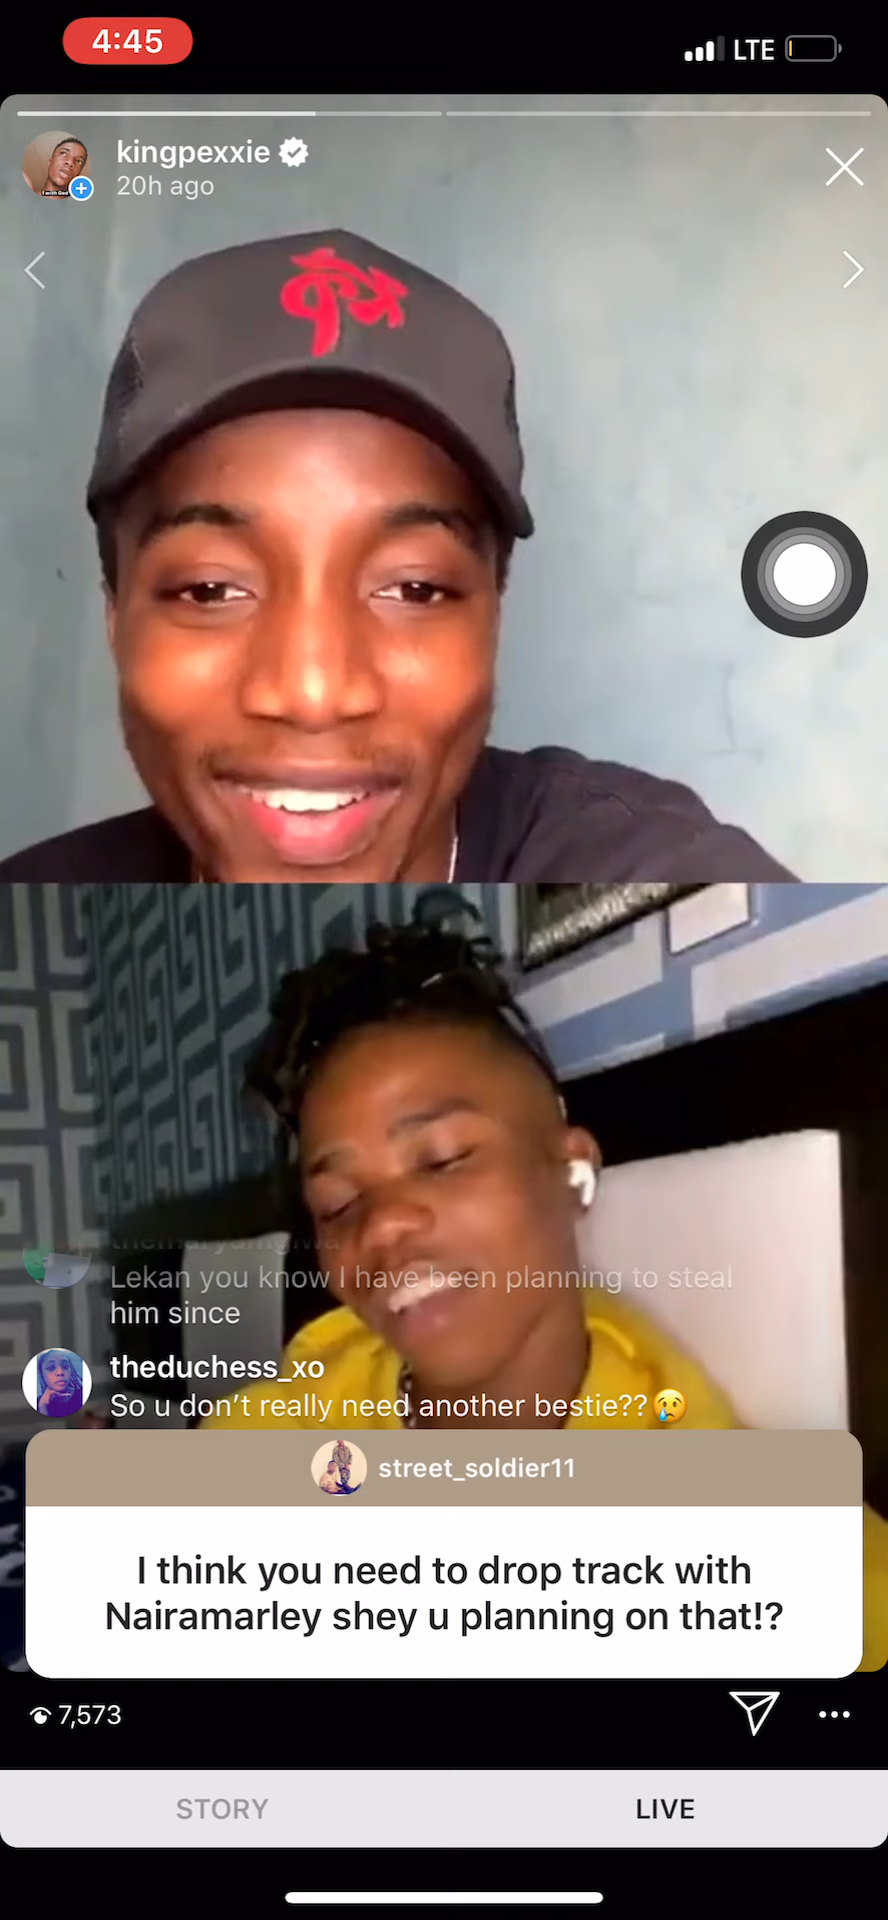 4:45
LTE
kingpexxie
20h ago
Lekan you know I have been planning to steal
him since
theduchess_xo
So u don’t really need another bestie??😢
street_soldier11
I think you need to drop track with
Nairamarley shey u planning on that!?
7,573
STORY
LIVE